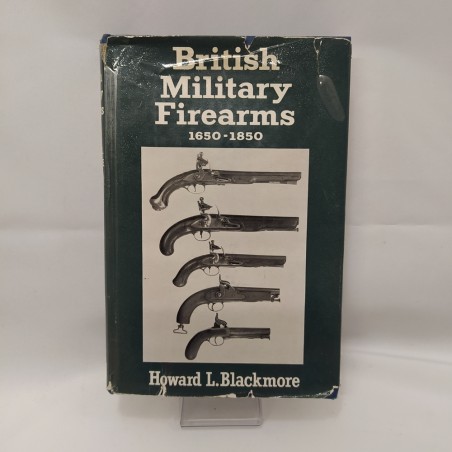 British
Military
Firearms
1650-1850
Howard L. Blackmore